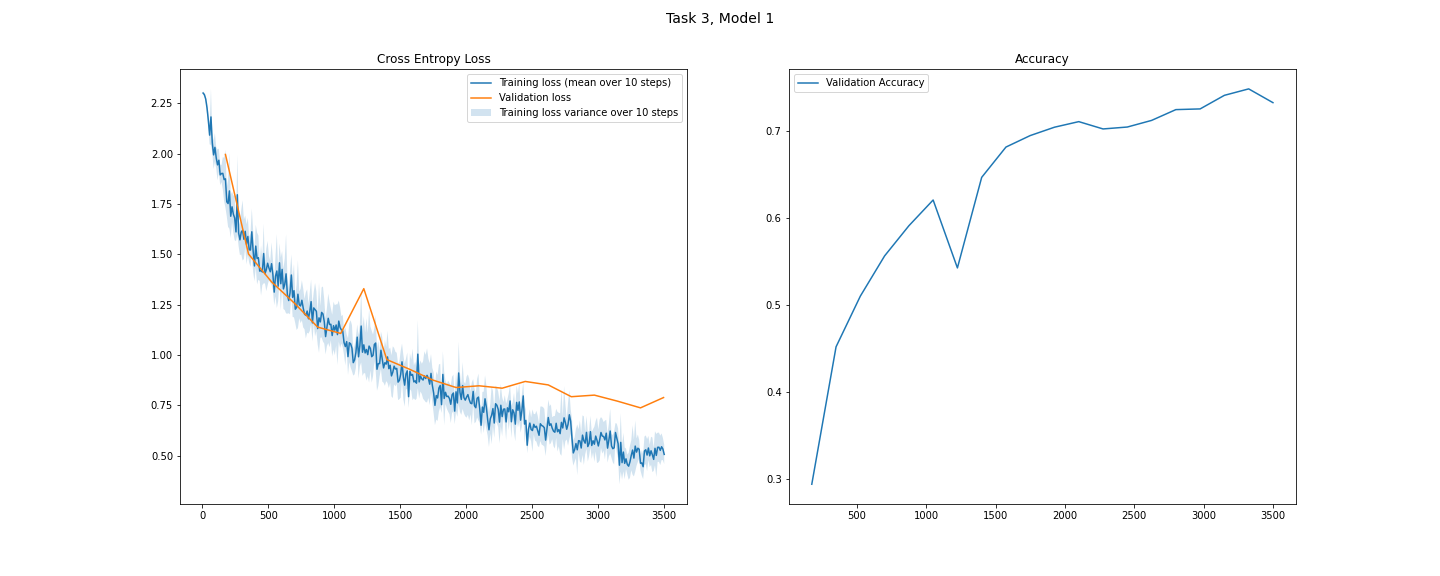 Task 3, Model 1
Cross Entropy Loss
Training loss (mean over 10 steps)
Validation loss
Training loss variance over 10 steps
2.25
2.00
1.75
1.50
1.25
1.00
0.75
0.50
0 500 1000 1500 2000 2500 3000 3500
Accuracy
Validation Accuracy
0.7
0.6
0.5
0.4
0.3
500 1000 1500 2000 2500 3000 3500